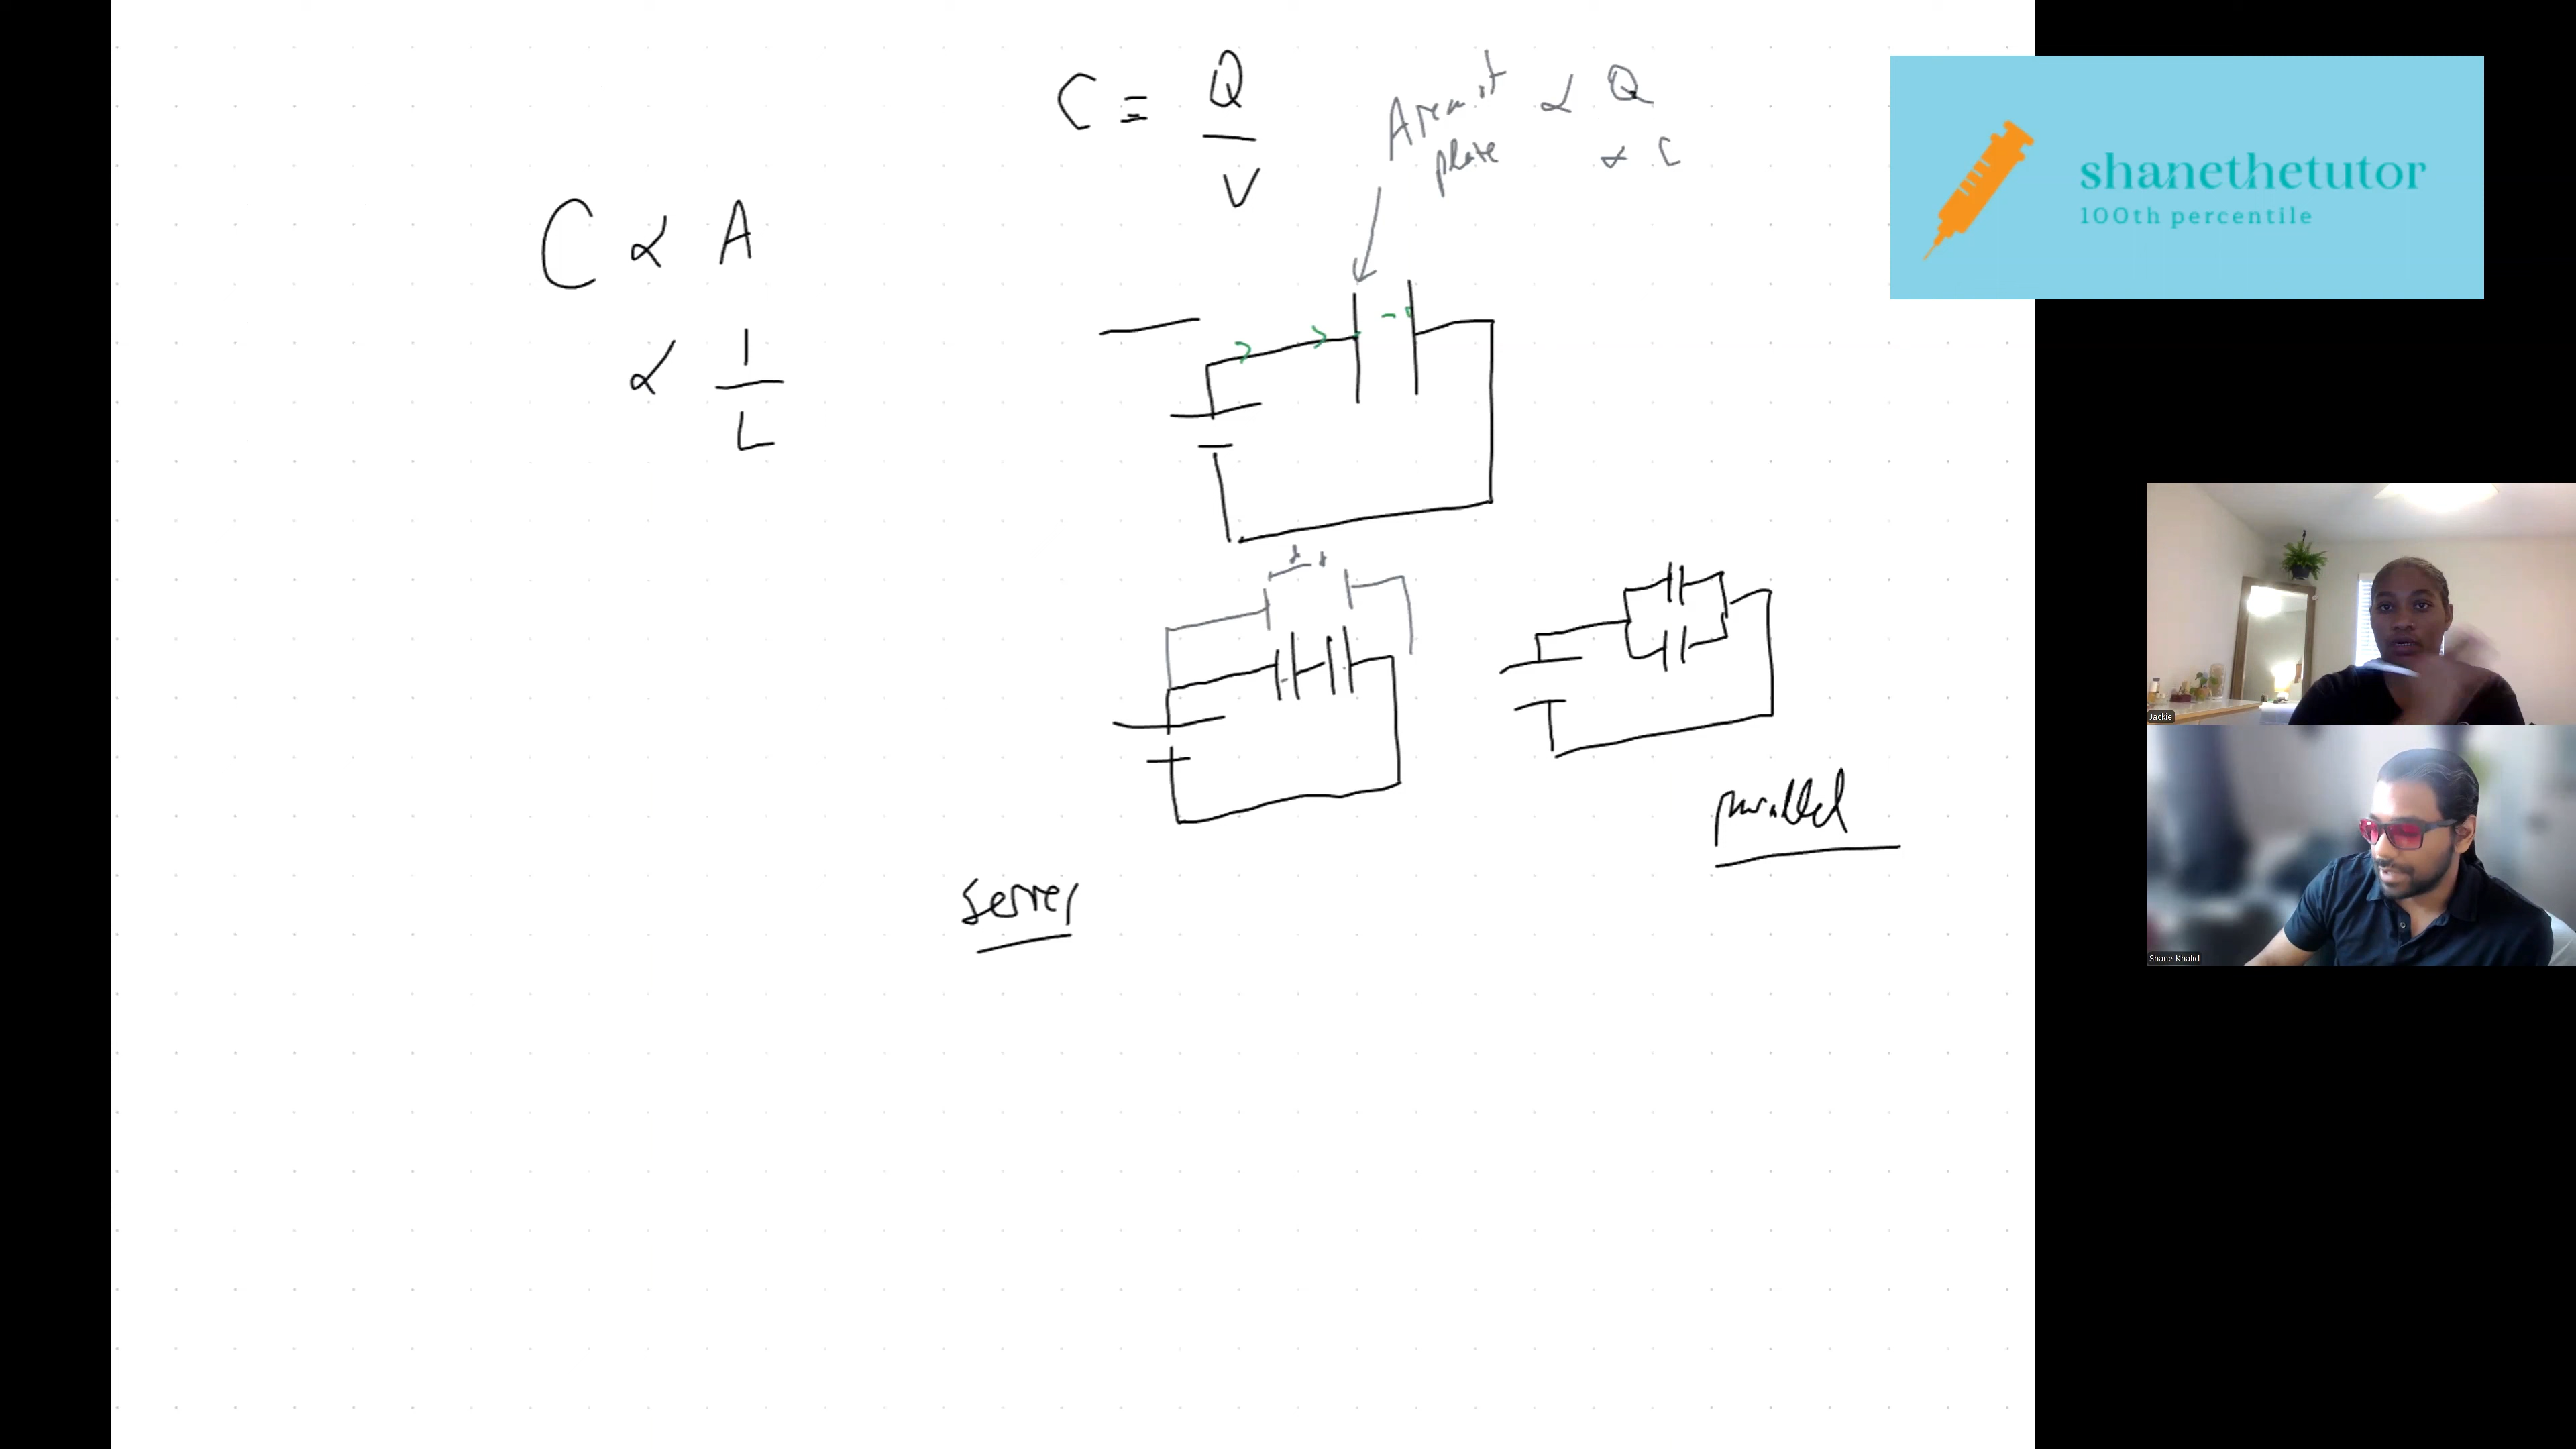 C = Q
V
Area of ∝ Q
plate ∝ C
C ∝ A
∝ 1
L
parallel
series
shanethetutor
100th percentile
Jackie
Shane Khalid